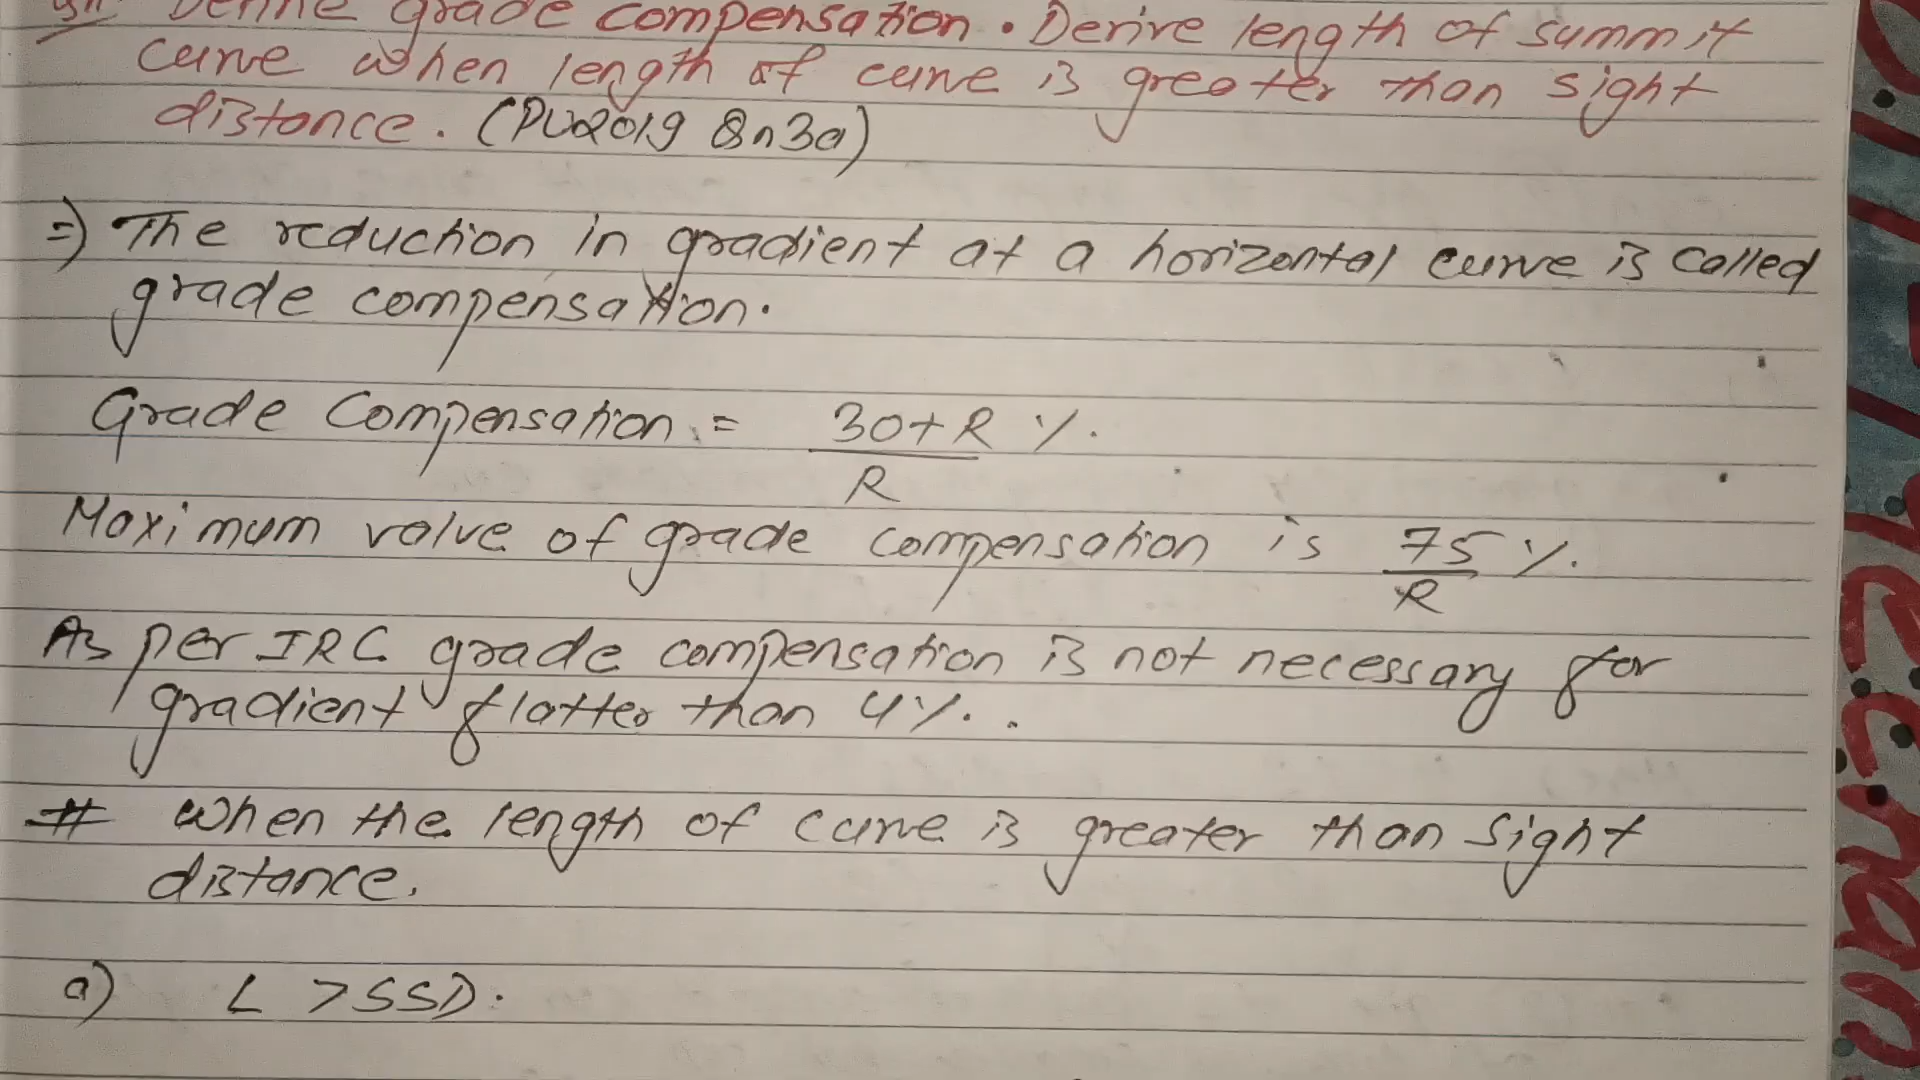 Define grade compensation. Derive length of summit
curve when length of curve is greater than sight
distance. (PU2019 Qn3a)
=) The reduction in gradient at a horizontal curve is called
grade compensation.
Grade Compensation = 30+R %.
R
Maximum value of grade compensation is 75 %.
R
As per IRC grade compensation is not necessary for
gradient flatter than 4%..
# When the length of curve is greater than Sight
distance.
a) L > SSD.